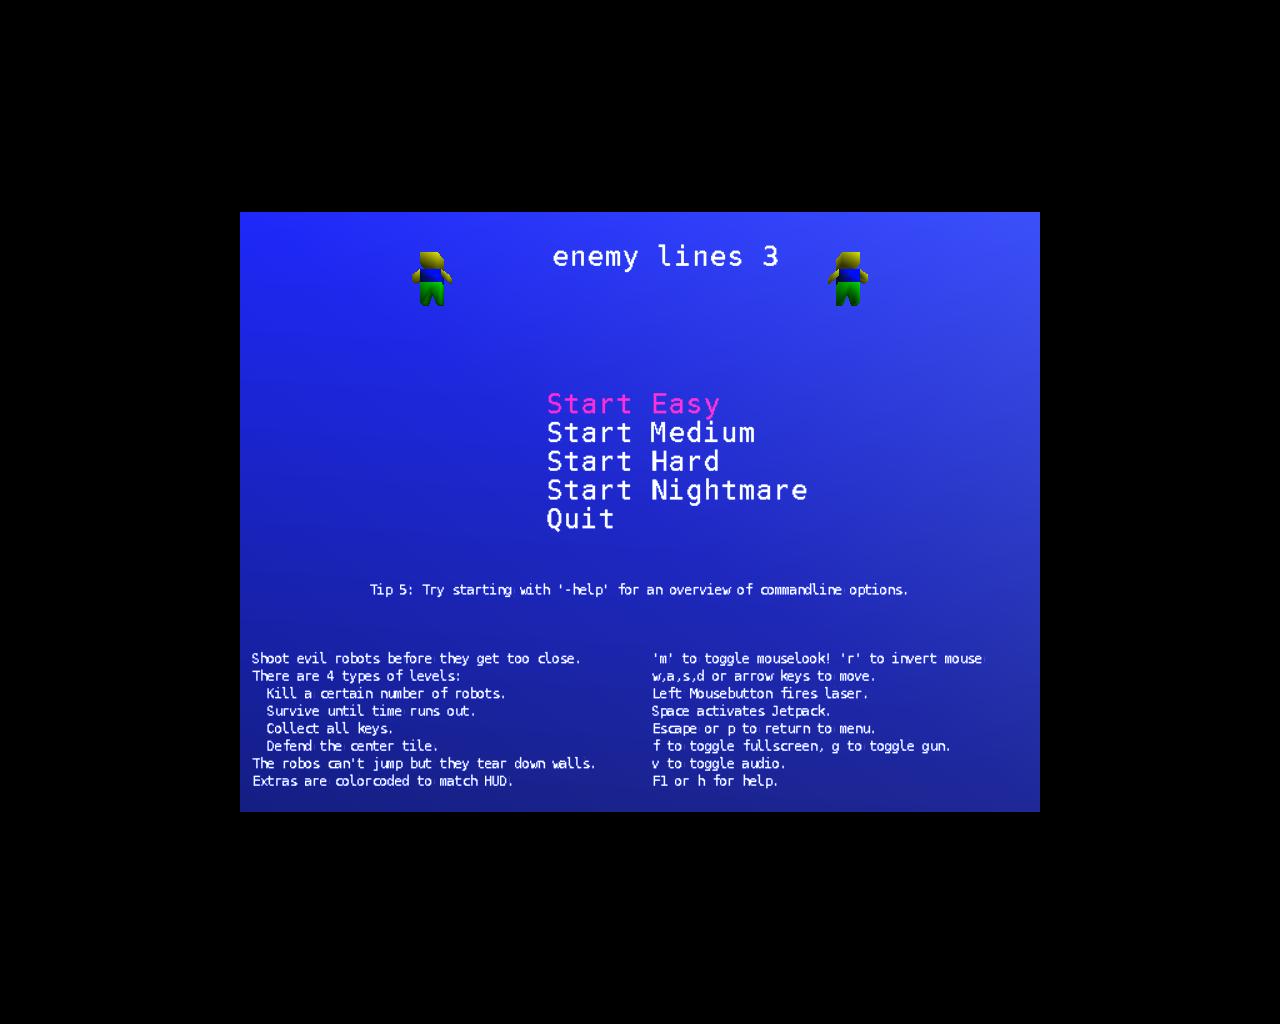 enemy lines 3
Start Easy
Start Medium
Start Hard
Start Nightmare
Quit
Tip 5: Try starting with '-help' for an overview of commandline options.
Shoot evil robots before they get too close.
There are 4 types of levels:
Kill a certain number of robots.
Survive until time runs out.
Collect all keys.
Defend the center tile.
The robos can't jump but they tear down walls.
Extras are colorcoded to match HUD.
'm' to toggle mouselook! 'r' to invert mouse
w,a,s,d or arrow keys to move.
Left Mousebutton fires laser.
Space activates Jetpack.
Escape or p to return to menu.
f to toggle fullscreen, g to toggle gun.
v to toggle audio.
F1 or h for help.